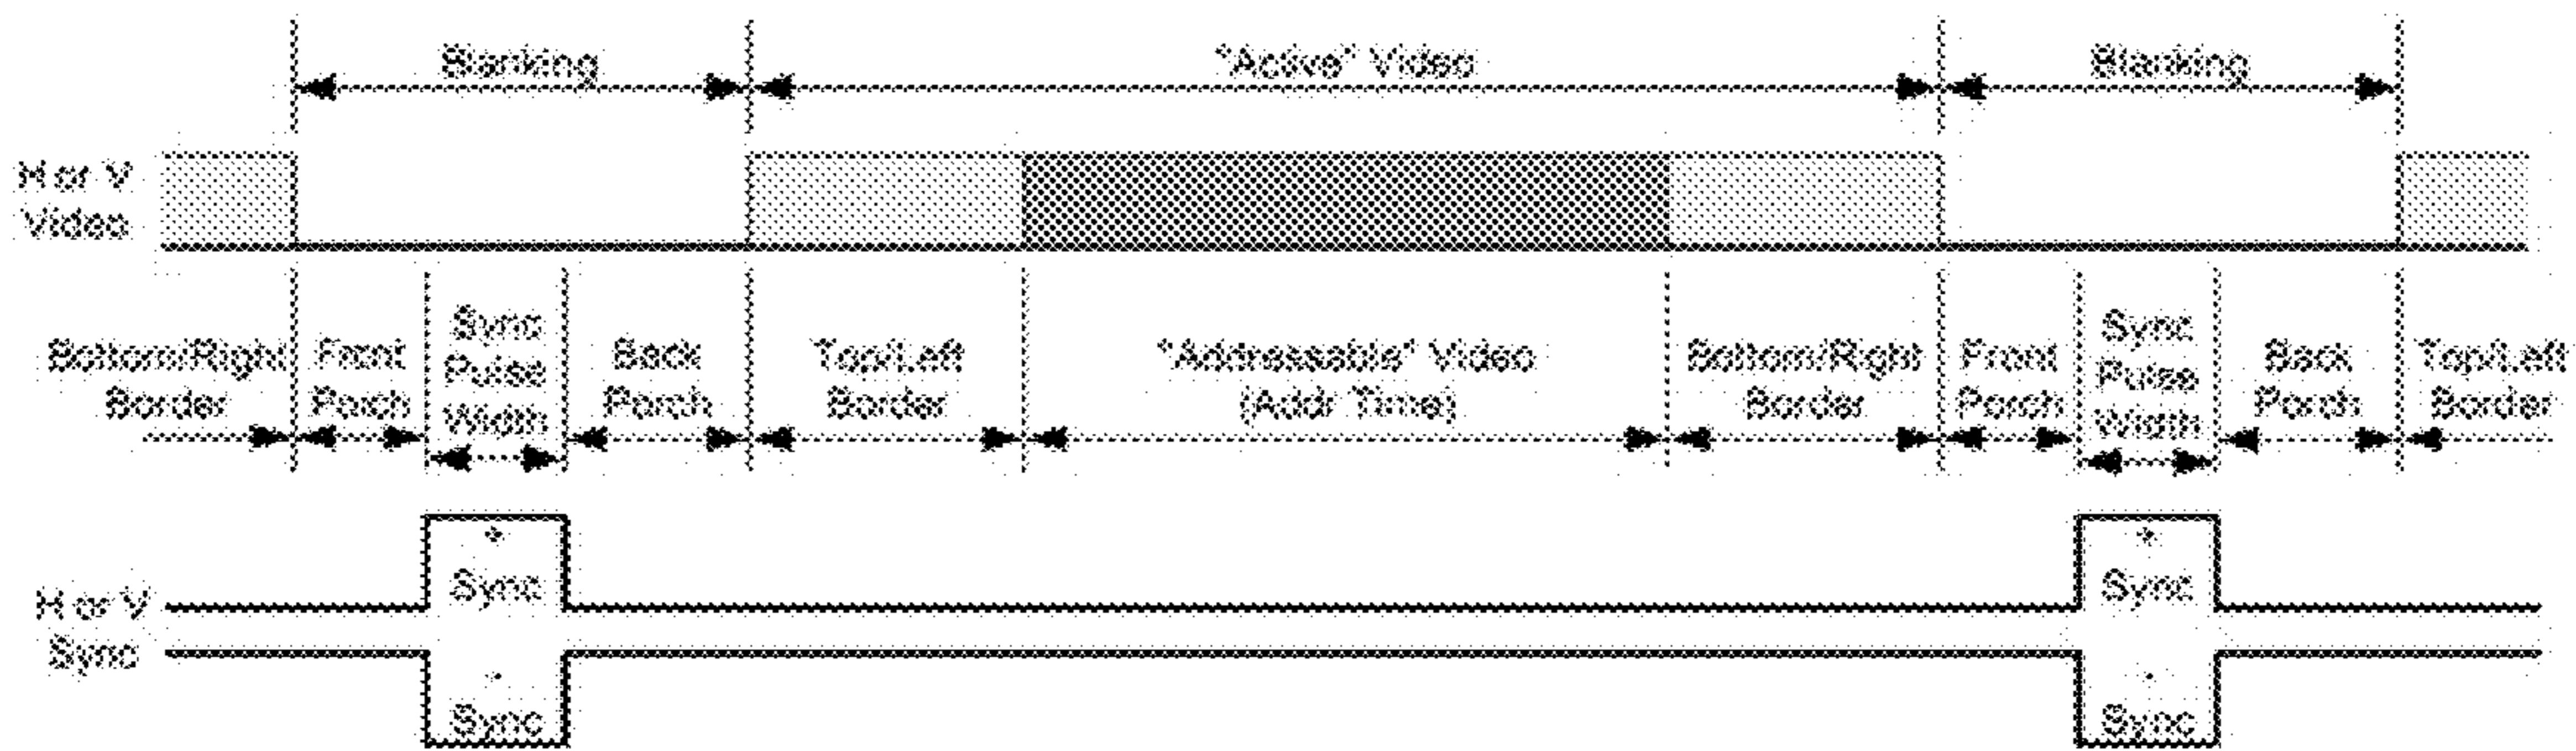 Blanking
"Active" Video
Blanking
H or V
Video
Bottom/Right
Border
Front
Porch
Sync
Pulse
Width
Back
Porch
Top/Left
Border
"Addressable" Video
(Addr Time)
Bottom/Right
Border
Front
Porch
Sync
Pulse
Width
Back
Porch
Top/Left
Border
H or V
Sync
+
Sync
-
Sync
+
Sync
-
Sync